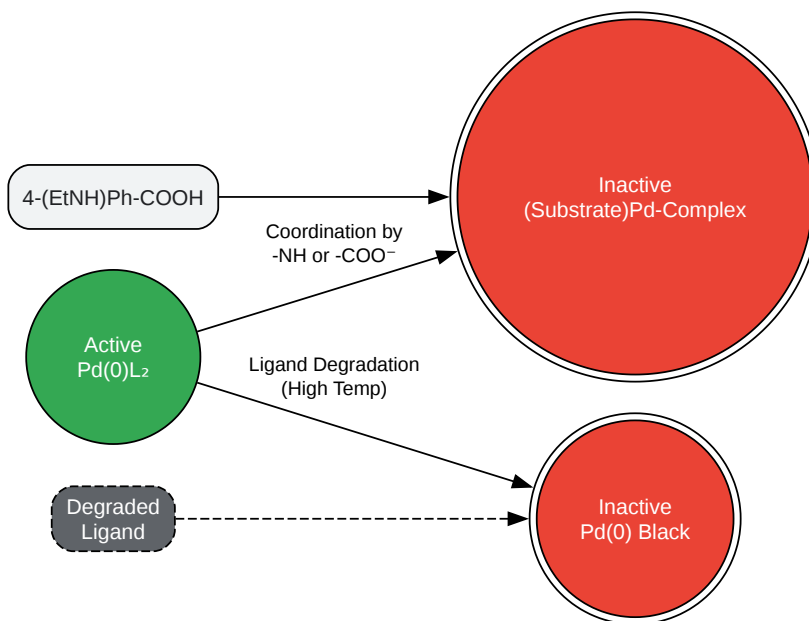 4-(EtNH)Ph-COOH
Inactive
(Substrate)Pd-Complex
Coordination by
-NH or -COO⁻
Active
Pd(0)L₂
Ligand Degradation
(High Temp)
Degraded
Ligand
Inactive
Pd(0) Black